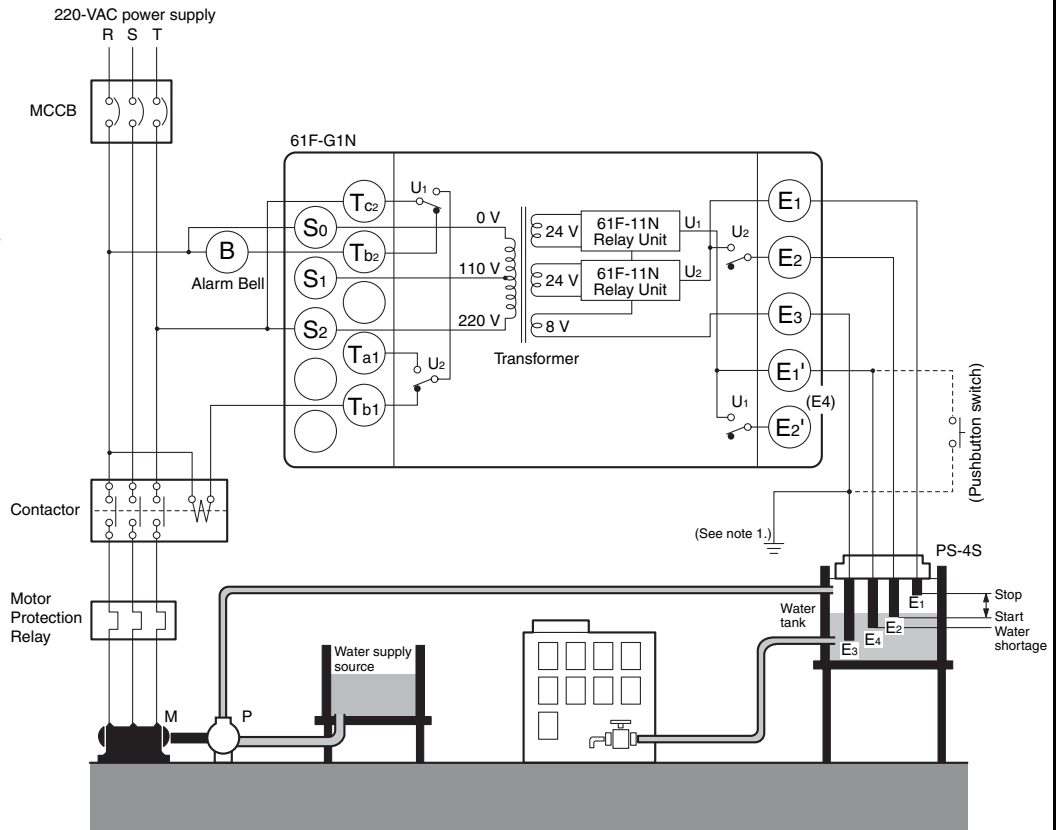 220-VAC power supply
R S T
MCCB
61F-G1N
Tc2
U1
S0
0 V
B
Alarm Bell
Tb2
S1
110 V
S2
220 V
Ta1
U2
Tb1
24 V
61F-11N
Relay Unit
U1
24 V
61F-11N
Relay Unit
U2
8 V
Transformer
U2
E1
E2
E3
E1'
(E4)
U1
E2'
(Pushbutton switch)
Contactor
(See note 1.)
PS-4S
Motor
Protection
Relay
Water
tank
E1
E2
E4
E3
Stop
Start
Water
shortage
Water supply
source
M
P